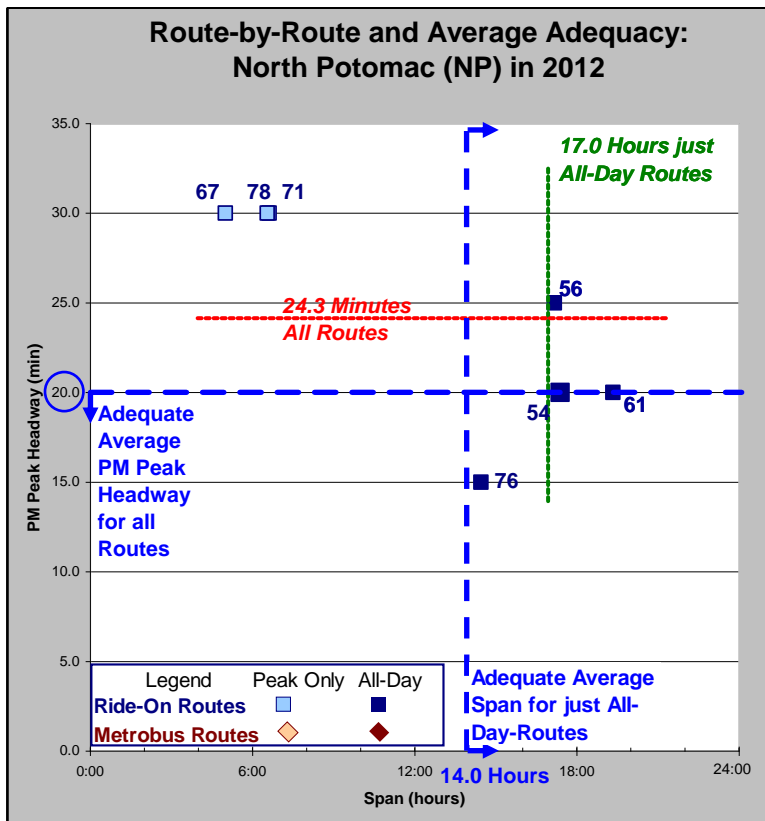 Route-by-Route and Average Adequacy:
North Potomac (NP) in 2012
35.0
30.0
25.0
20.0
15.0
10.0
5.0
0.0
PM Peak Headway (min)
17.0 Hours just
All-Day Routes
67 78 71
56
24.3 Minutes
All Routes
54
61
76
Adequate
Average
PM Peak
Headway
for all
Routes
Adequate Average
Span for just All-
Day-Routes
Legend Peak Only All-Day
Ride-On Routes
Metrobus Routes
14.0 Hours
0:00 6:00 12:00 18:00 24:00
Span (hours)